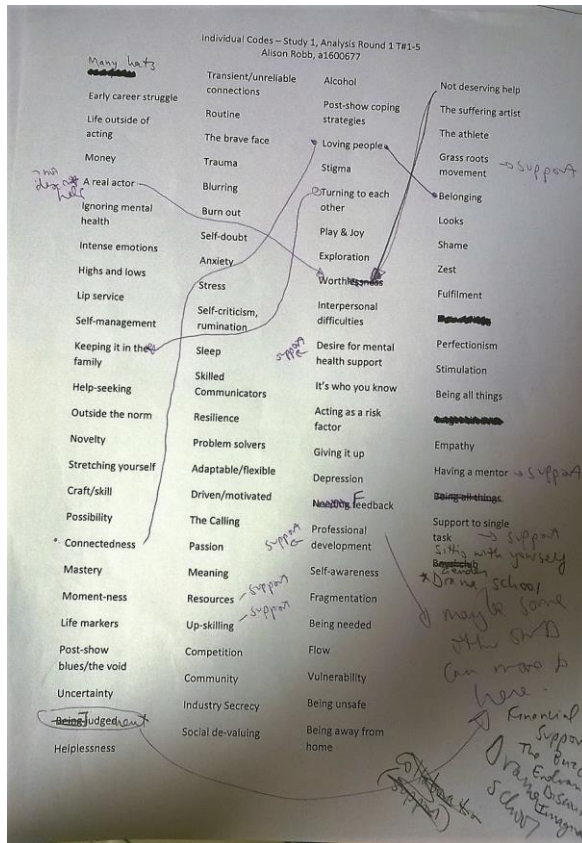 Individual Codes – Study 1, Analysis Round 1 T#1-5
Alison Robb, a1600677
Many hats
Early career struggle
Life outside of
acting
Money
A real actor
Ignoring mental
health
Intense emotions
Highs and lows
Lip service
Self-management
Keeping it in the
family
Help-seeking
Outside the norm
Novelty
Stretching yourself
Craft/skill
Possibility
Connectedness
Mastery
Moment-ness
Life markers
Post-show
blues/the void
Uncertainty
Being Judgement
Helplessness
Transient/unreliable
connections
Routine
The brave face
Trauma
Blurring
Burn out
Self-doubt
Anxiety
Stress
Self-criticism,
rumination
Sleep
Skilled
Communicators
Resilience
Problem solvers
Adaptable/flexible
Driven/motivated
The Calling
Passion
Meaning
Resources - support
Up-skilling - support
Competition
Community
Industry Secrecy
Social de-valuing
Alcohol
Post-show coping
strategies
Loving people
Stigma
Turning to each
other
Play & Joy
Exploration
Worthlessness
Interpersonal
difficulties
support
Desire for mental
health support
It's who you know
Acting as a risk
factor
Giving it up
Depression
Needing Feedback
support
Professional
development
Self-awareness
Fragmentation
Being needed
Flow
Vulnerability
Being unsafe
Being away from
home
Not deserving help
The suffering artist
The athlete
Grass roots
movement → support
Belonging
Looks
Shame
Zest
Fulfilment
Perfectionism
Stimulation
Being all things
Empathy
Having a mentor → support
Being all things
Support to single
task → support
Sitting with yourself
Drama school
maybe some
other stuff
can move to
here.
Financial
Support
The Buzz
Drama
school
Collaboration
Support